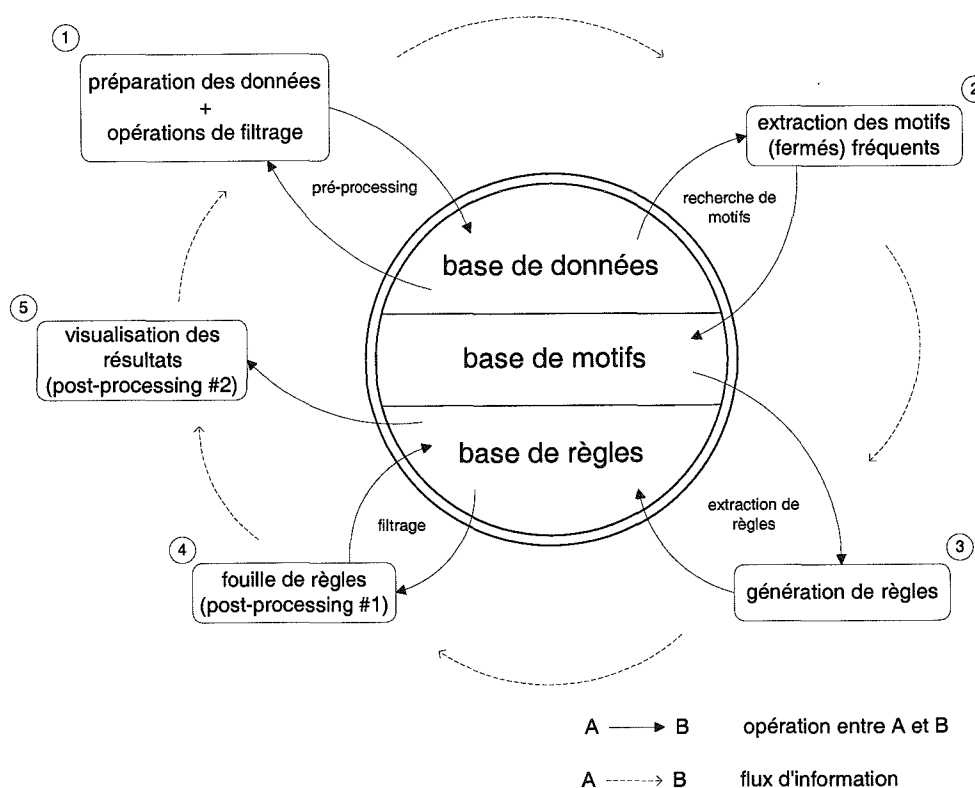 1
préparation des données
+
opérations de filtrage
2
extraction des motifs
(fermés) fréquents
pré-processing
recherche de
motifs
base de données
5
visualisation des
résultats
(post-processing #2)
base de motifs
base de règles
filtrage
extraction de
règles
4
fouille de règles
(post-processing #1)
3
génération de règles
A B opération entre A et B
A B flux d'information